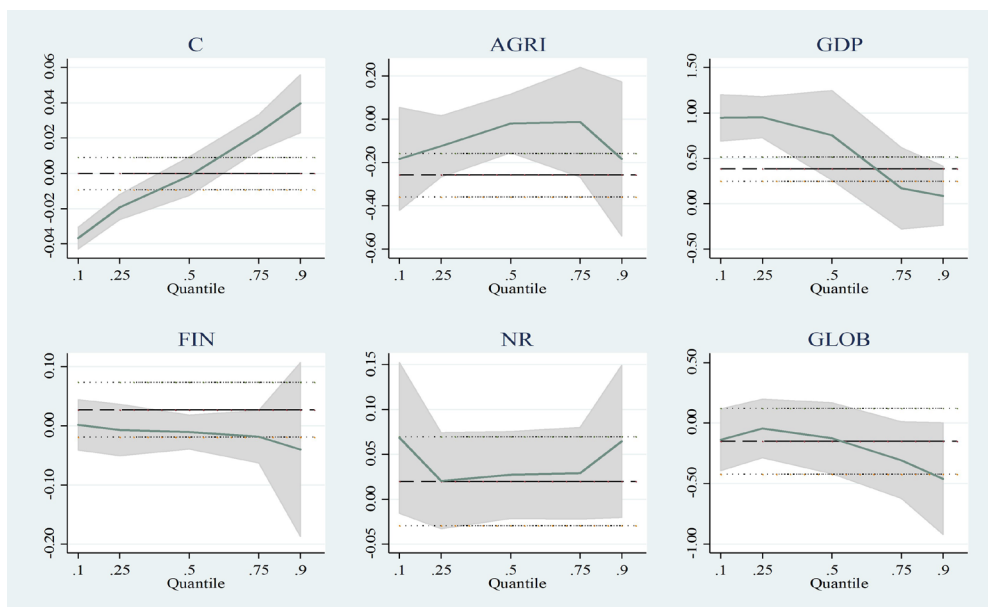 C
0.06
0.04
0.02
0.00
-0.02
-0.04
.1 .25 .5 .75 .9
Quantile
AGRI
0.20
0.00
-0.20
-0.40
-0.60
.1 .25 .5 .75 .9
Quantile
GDP
1.50
1.00
0.50
0.00
-0.50
.1 .25 .5 .75 .9
Quantile
FIN
0.10
0.00
-0.10
-0.20
.1 .25 .5 .75 .9
Quantile
NR
0.15
0.10
0.05
0.00
-0.05
.1 .25 .5 .75 .9
Quantile
GLOB
0.50
0.00
-0.50
-1.00
.1 .25 .5 .75 .9
Quantile